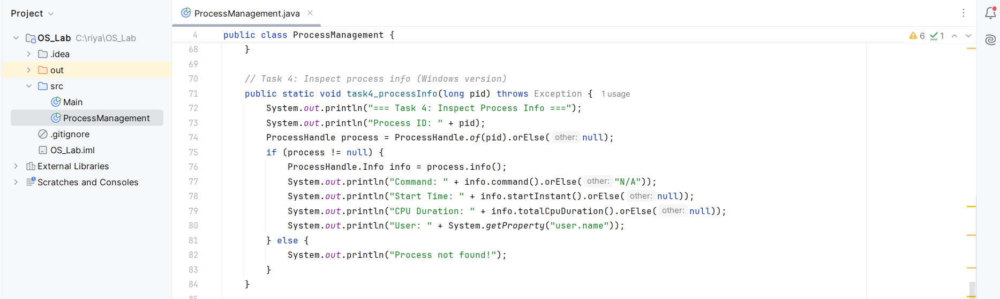 Project
OS_Lab C:\riya\OS_Lab
.idea
out
src
Main
ProcessManagement
.gitignore
OS_Lab.iml
External Libraries
Scratches and Consoles
ProcessManagement.java
6 1
4 public class ProcessManagement {
68 }
69
70 // Task 4: Inspect process info (Windows version)
71 public static void task4_processInfo(long pid) throws Exception { 1 usage
72 System.out.println("=== Task 4: Inspect Process Info ===");
73 System.out.println("Process ID: " + pid);
74 ProcessHandle process = ProcessHandle.of(pid).orElse( other: null);
75 if (process != null) {
76 ProcessHandle.Info info = process.info();
77 System.out.println("Command: " + info.command().orElse( other: "N/A"));
78 System.out.println("Start Time: " + info.startInstant().orElse( other: null));
79 System.out.println("CPU Duration: " + info.totalCpuDuration().orElse( other: null));
80 System.out.println("User: " + System.getProperty("user.name"));
81 } else {
82 System.out.println("Process not found!");
83 }
84 }
85